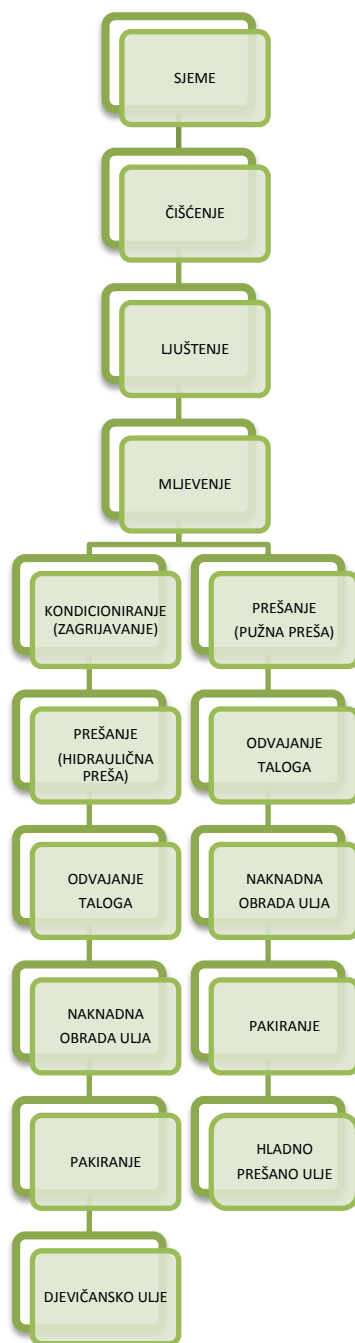 SJEME
ČIŠĆENJE
LJUŠTENJE
MLJEVENJE
KONDICIONIRANJE
(ZAGRIJAVANJE)
PREŠANJE
(HIDRAULIČNA
PREŠA)
ODVAJANJE
TALOGA
NAKNADNA
OBRADA ULJA
PAKIRANJE
DJEVIČANSKO ULJE
PREŠANJE
(PUŽNA PREŠA)
ODVAJANJE
TALOGA
NAKNADNA
OBRADA ULJA
PAKIRANJE
HLADNO
PREŠANO ULJE